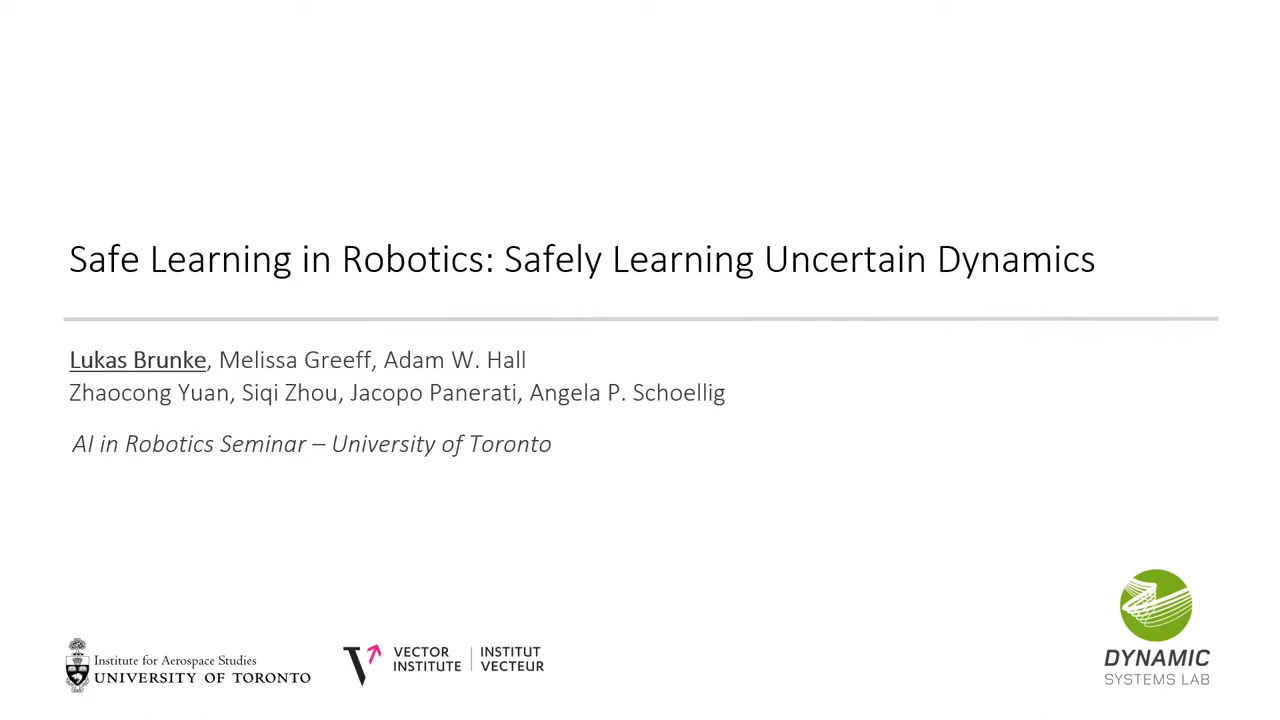 Safe Learning in Robotics: Safely Learning Uncertain Dynamics
Lukas Brunke, Melissa Greeff, Adam W. Hall
Zhaocong Yuan, Siqi Zhou, Jacopo Panerati, Angela P. Schoellig
AI in Robotics Seminar – University of Toronto
Institute for Aerospace Studies
UNIVERSITY OF TORONTO
VECTOR INSTITUTE | INSTITUT VECTEUR
DYNAMIC
SYSTEMS LAB